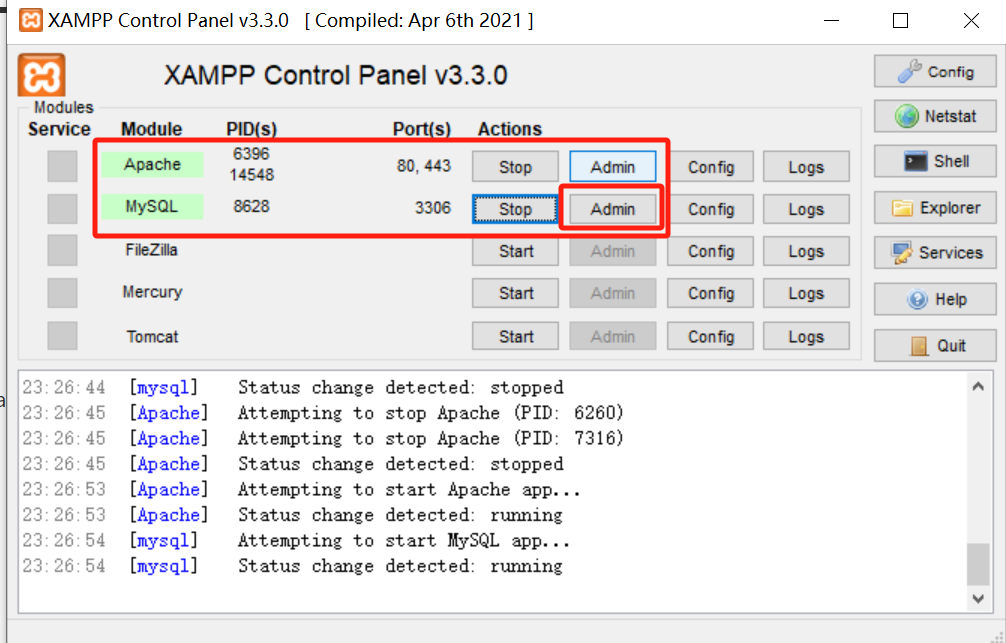 XAMPP Control Panel v3.3.0 [ Compiled: Apr 6th 2021 ]
XAMPP Control Panel v3.3.0
Config
Modules
Service Module PID(s) Port(s) Actions
Netstat
Apache 6396 14548 80, 443 Stop Admin Config Logs
Shell
MySQL 8628 3306 Stop Admin Config Logs
Explorer
FileZilla Start Admin Config Logs
Services
Mercury Start Admin Config Logs
Help
Tomcat Start Admin Config Logs
Quit
23:26:44 [mysql] Status change detected: stopped
23:26:45 [Apache] Attempting to stop Apache (PID: 6260)
23:26:45 [Apache] Attempting to stop Apache (PID: 7316)
23:26:45 [Apache] Status change detected: stopped
23:26:53 [Apache] Attempting to start Apache app...
23:26:53 [Apache] Status change detected: running
23:26:54 [mysql] Attempting to start MySQL app...
23:26:54 [mysql] Status change detected: running